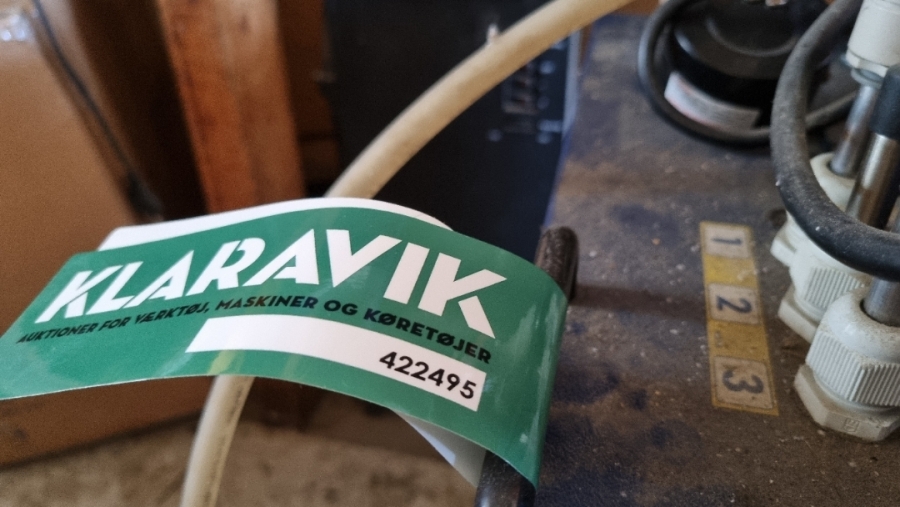 KLARAVIK
AUKTIONER FOR VÆRKTØJ, MASKINER OG KØRETØJER
422495
1
2
3